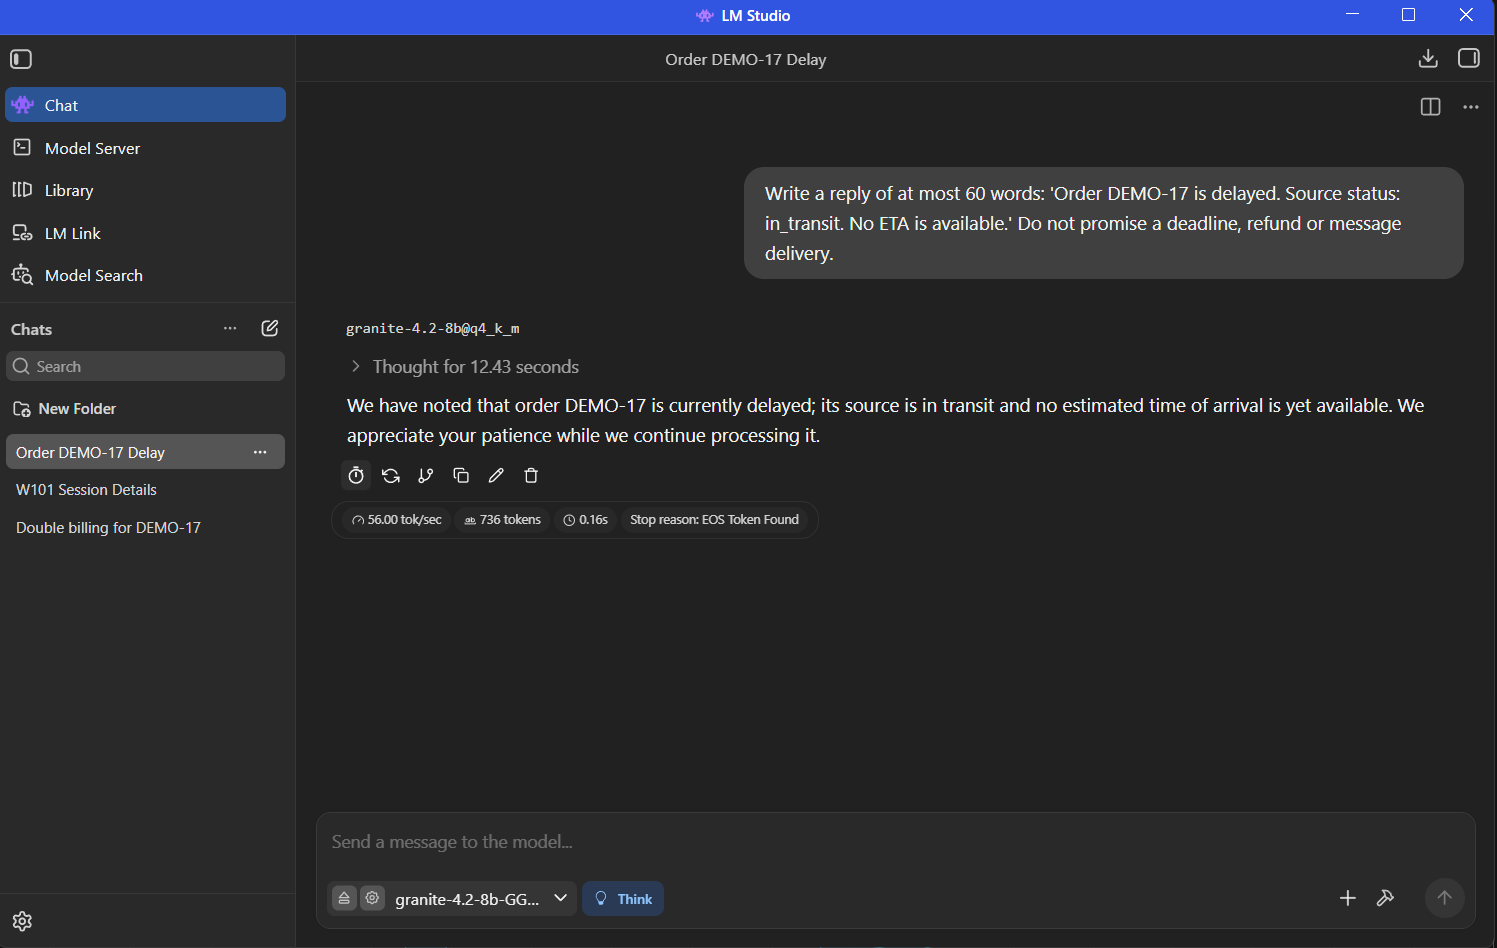 LM Studio
Order DEMO-17 Delay
Chat
Model Server
Library
LM Link
Model Search
Chats
Search
New Folder
Order DEMO-17 Delay
W101 Session Details
Double billing for DEMO-17
Write a reply of at most 60 words: 'Order DEMO-17 is delayed. Source status:
in_transit. No ETA is available.' Do not promise a deadline, refund or message
delivery.
granite-4.2-8b@q4_k_m
Thought for 12.43 seconds
We have noted that order DEMO-17 is currently delayed; its source is in transit and no estimated time of arrival is yet available. We
appreciate your patience while we continue processing it.
56.00 tok/sec 736 tokens 0.16s Stop reason: EOS Token Found
Send a message to the model...
granite-4.2-8b-GG... Think